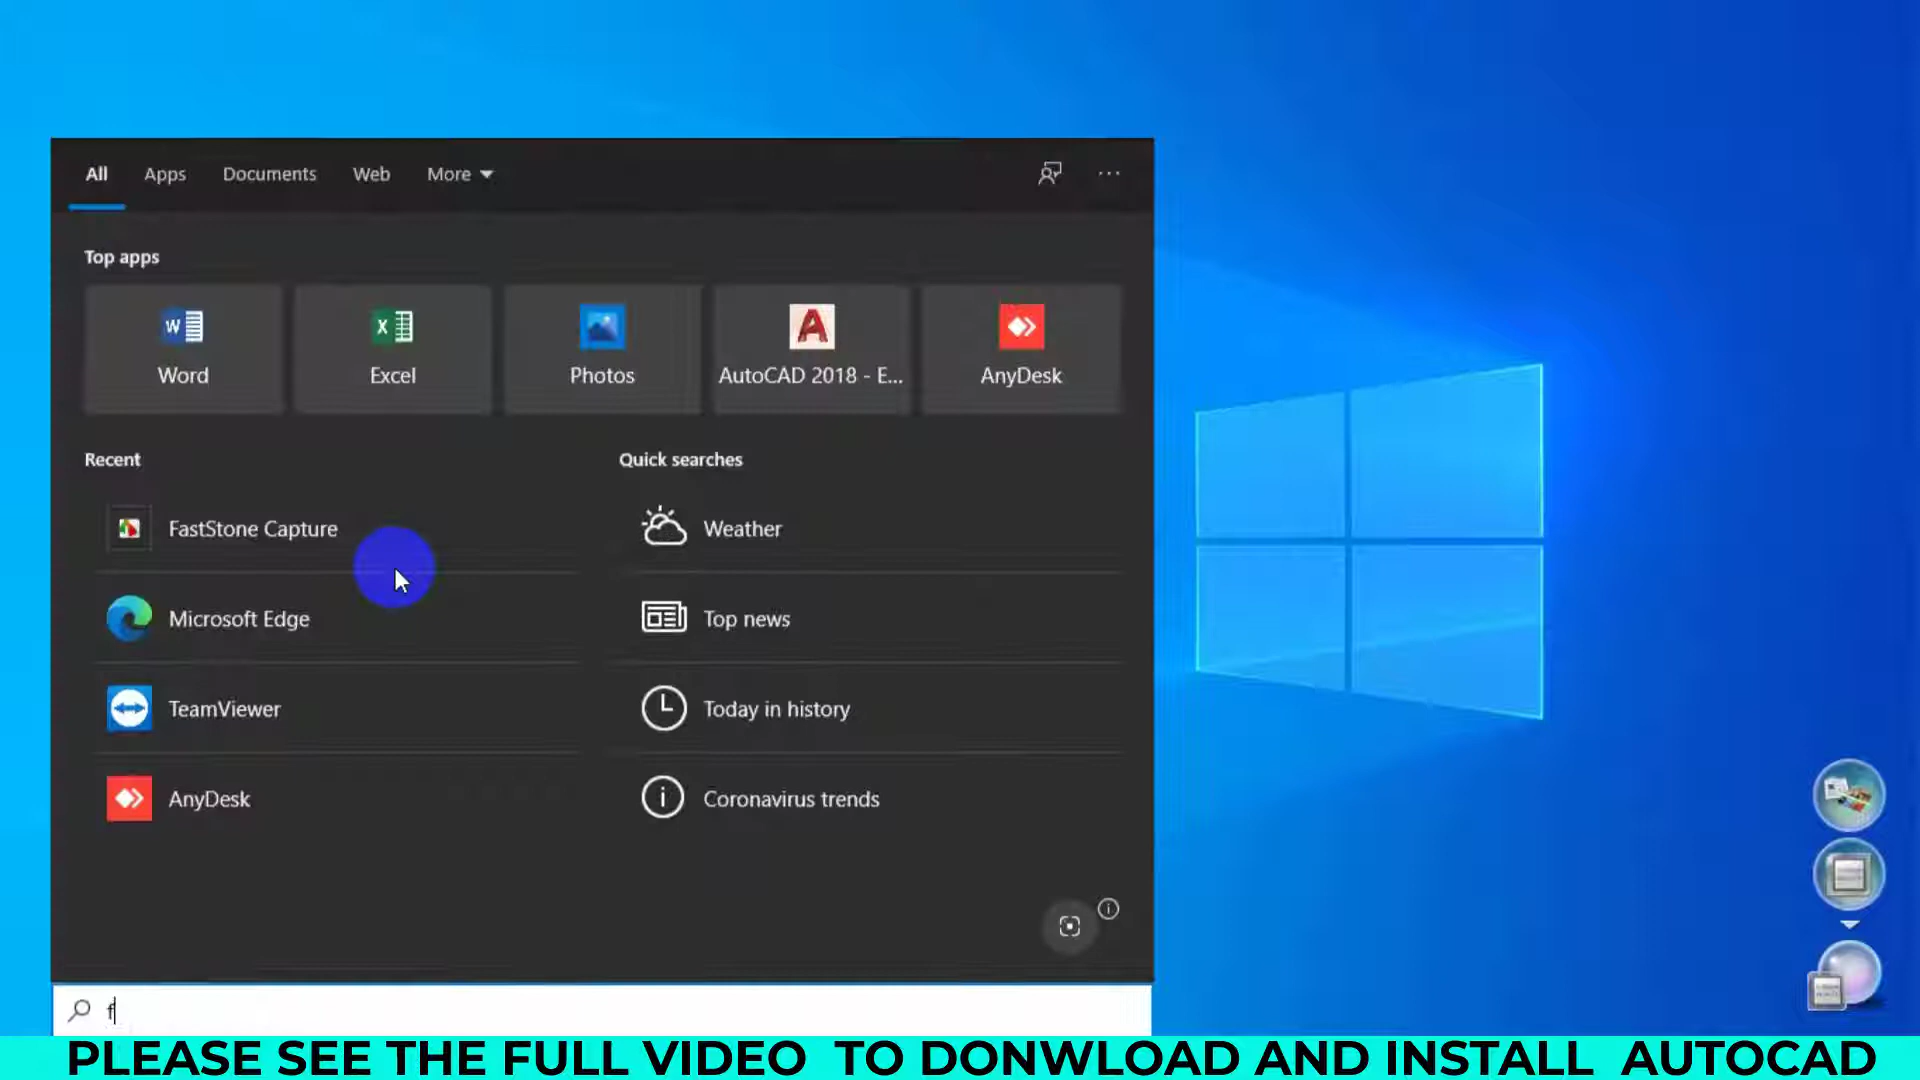 All Apps Documents Web More
Top apps
Word Excel Photos AutoCAD 2018 - E... AnyDesk
Recent Quick searches
FastStone Capture Weather
Microsoft Edge Top news
TeamViewer Today in history
AnyDesk Coronavirus trends
f
PLEASE SEE THE FULL VIDEO TO DONWLOAD AND INSTALL AUTOCAD